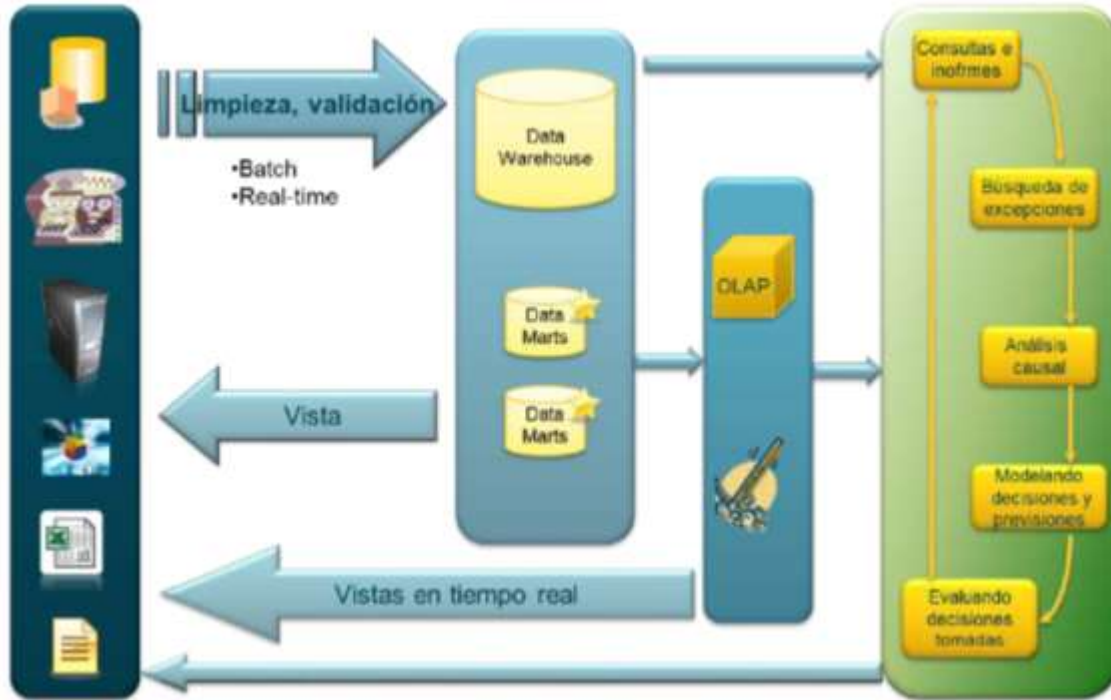 Limpieza, validación
•Batch
•Real-time
Data
Warehouse
Data
Marts
Data
Marts
Vista
Vistas en tiempo real
OLAP
Consultas e
inofrmes
Búsqueda de
excepciones
Análisis
causal
Modelando
decisiones y
previsiones
Evaluando
decisiones
tomadas